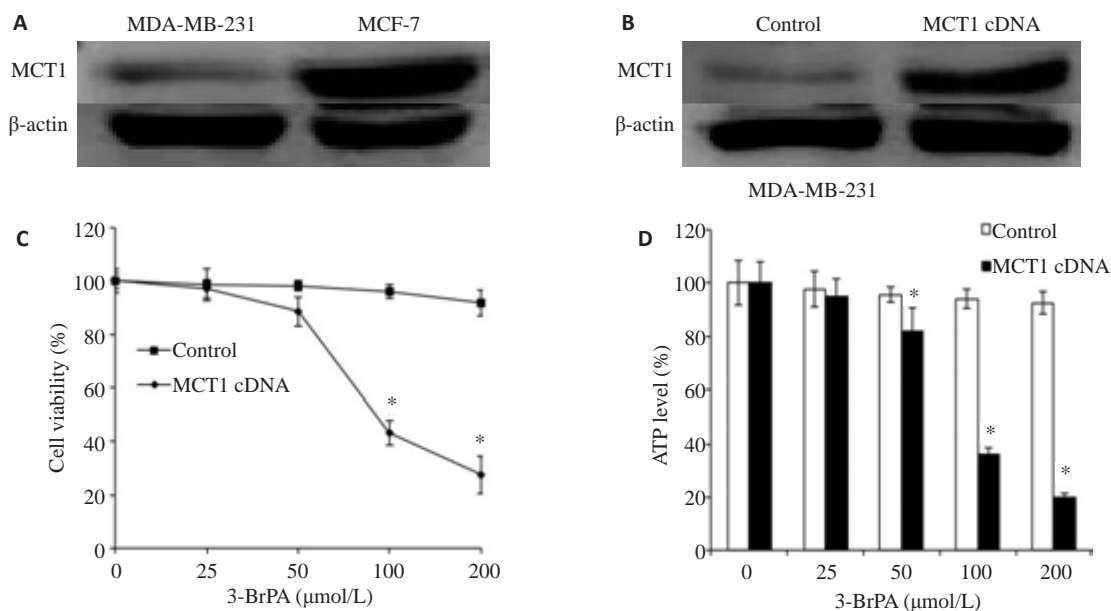 A
MDA-MB-231 MCF-7
MCT1
β-actin
B
Control MCT1 cDNA
MCT1
β-actin
MDA-MB-231
C
120
100
80
60
40
20
0
Cell viability (%)
Control
MCT1 cDNA
*
*
0 25 50 100 200
3-BrPA (μmol/L)
D
120
100
80
60
40
20
0
ATP level (%)
Control
MCT1 cDNA
*
*
*
0 25 50 100 200
3-BrPA (μmol/L)